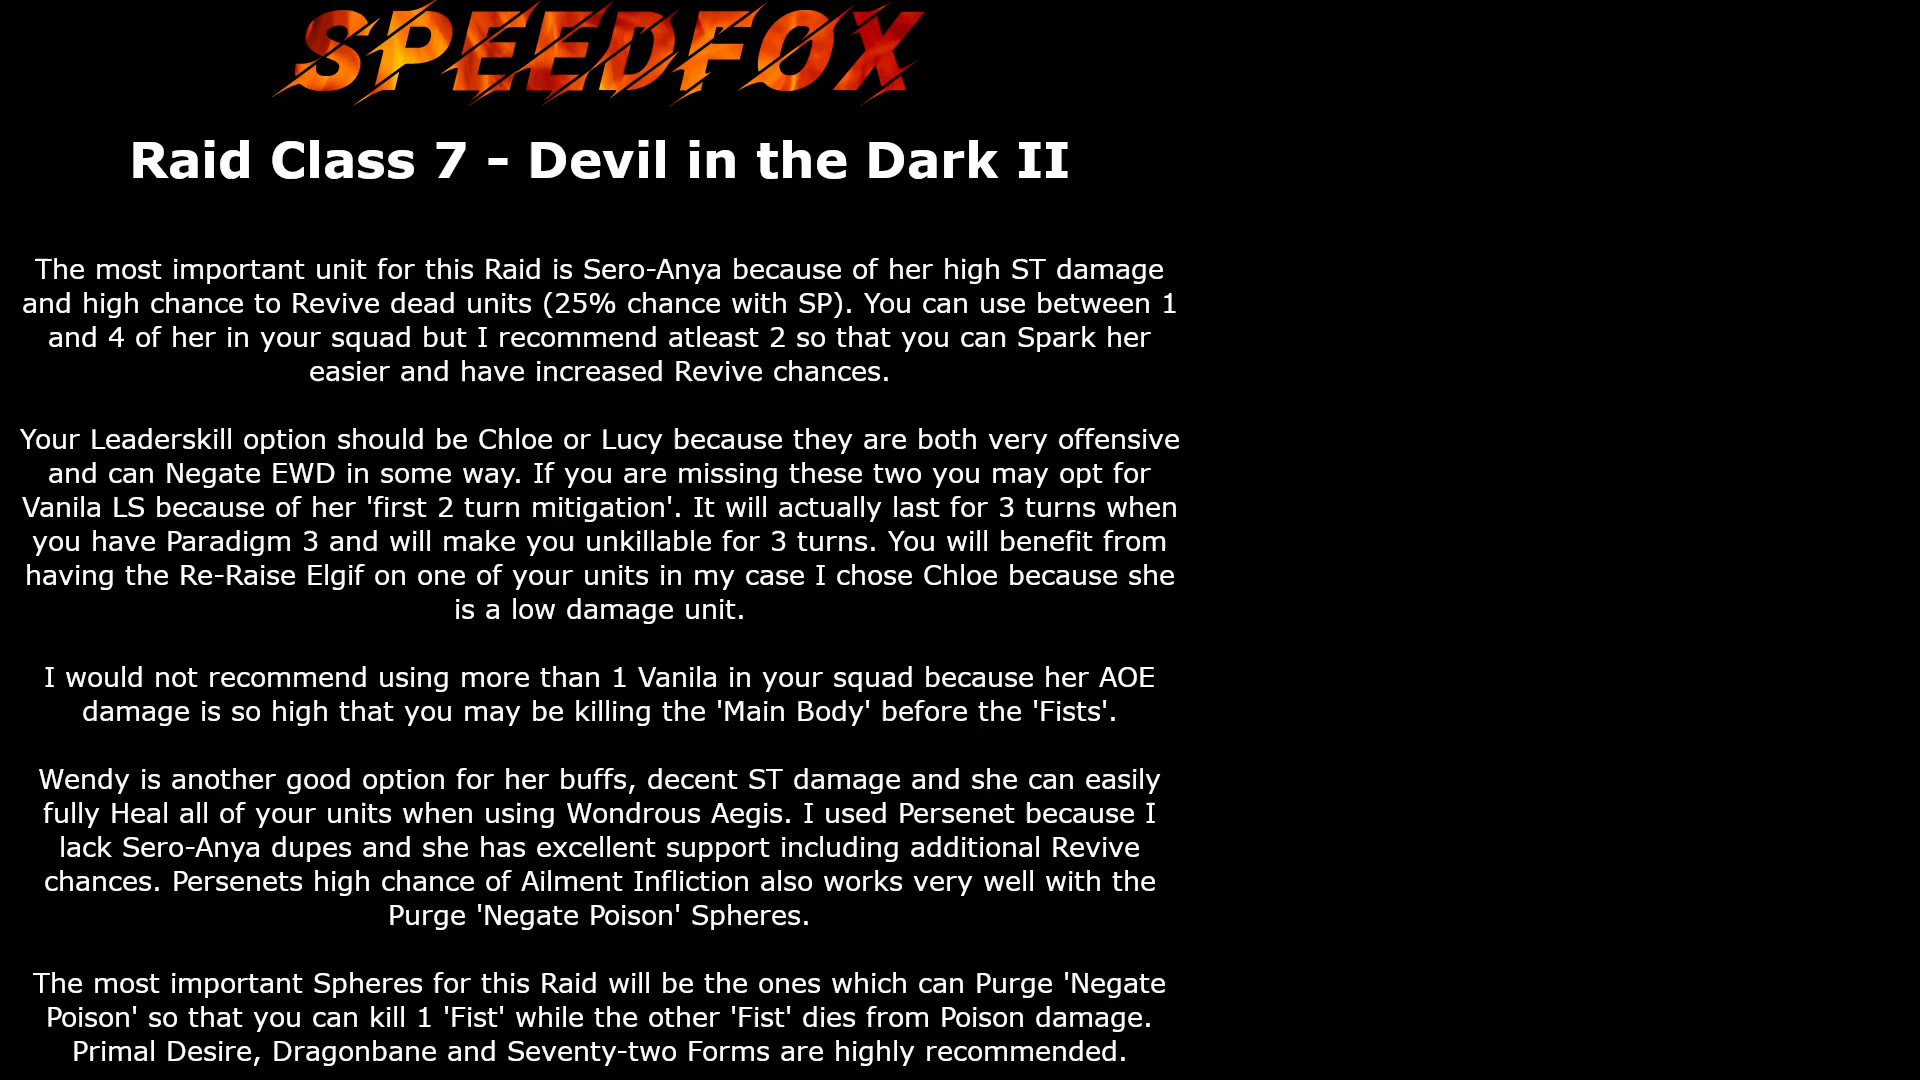 SPEEDFOX
Raid Class 7 - Devil in the Dark II
The most important unit for this Raid is Sero-Anya because of her high ST damage
and high chance to Revive dead units (25% chance with SP). You can use between 1
and 4 of her in your squad but I recommend atleast 2 so that you can Spark her
easier and have increased Revive chances.
Your Leaderskill option should be Chloe or Lucy because they are both very offensive
and can Negate EWD in some way. If you are missing these two you may opt for
Vanila LS because of her 'first 2 turn mitigation'. It will actually last for 3 turns when
you have Paradigm 3 and will make you unkillable for 3 turns. You will benefit from
having the Re-Raise Elgif on one of your units in my case I chose Chloe because she
is a low damage unit.
I would not recommend using more than 1 Vanila in your squad because her AOE
damage is so high that you may be killing the 'Main Body' before the 'Fists'.
Wendy is another good option for her buffs, decent ST damage and she can easily
fully Heal all of your units when using Wondrous Aegis. I used Persenet because I
lack Sero-Anya dupes and she has excellent support including additional Revive
chances. Persenets high chance of Ailment Infliction also works very well with the
Purge 'Negate Poison' Spheres.
The most important Spheres for this Raid will be the ones which can Purge 'Negate
Poison' so that you can kill 1 'Fist' while the other 'Fist' dies from Poison damage.
Primal Desire, Dragonbane and Seventy-two Forms are highly recommended.